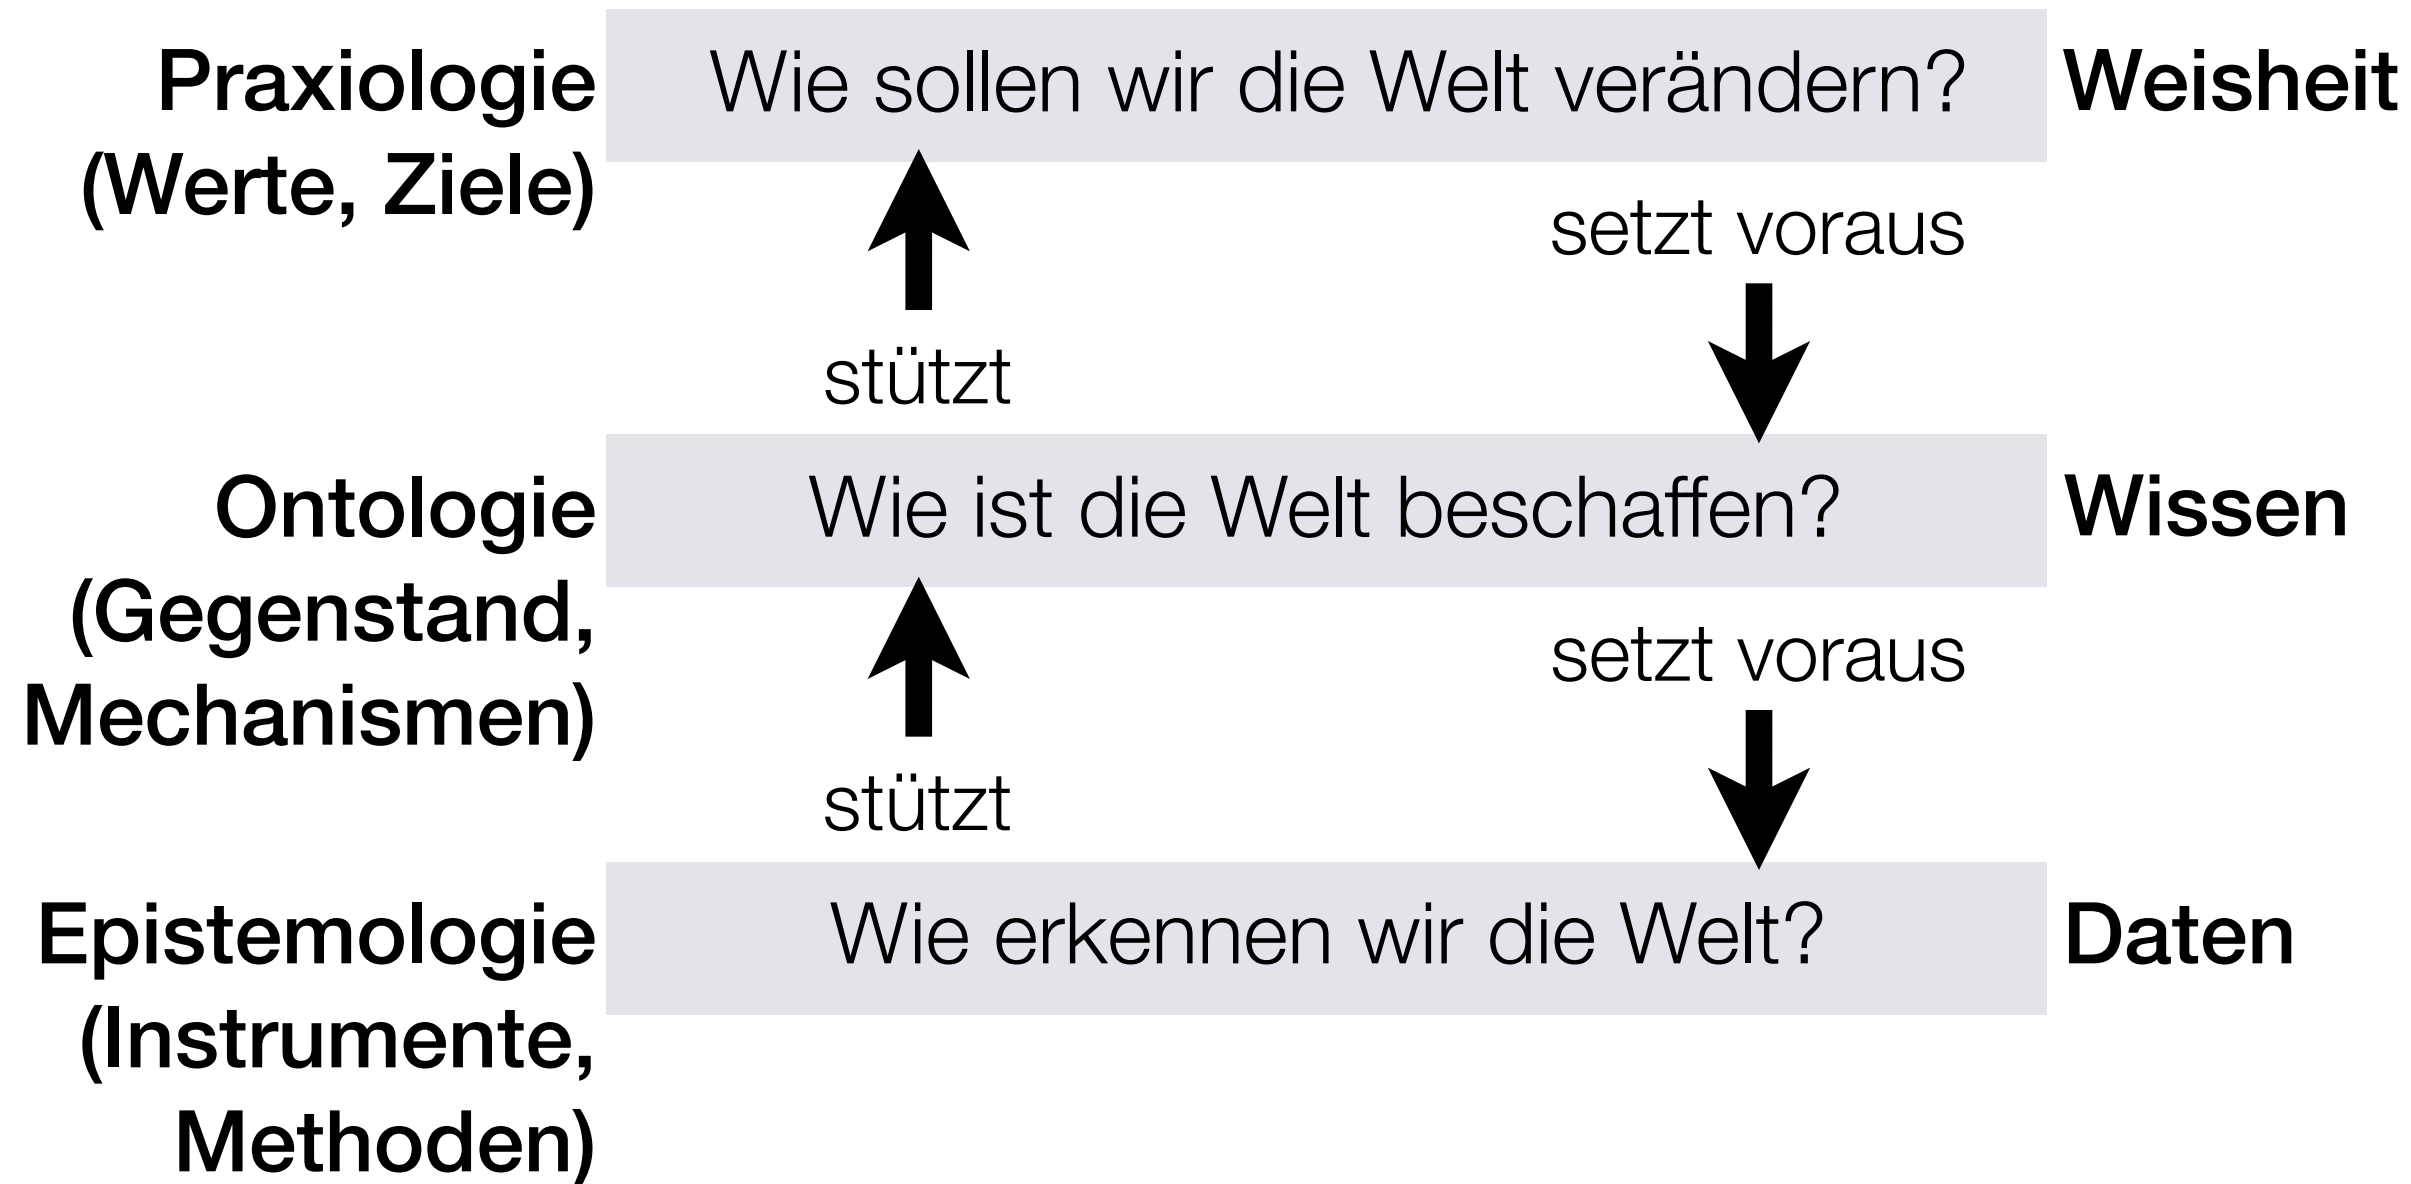 Praxiologie
(Werte, Ziele)
Wie sollen wir die Welt verändern?
Weisheit
stützt
setzt voraus
Ontologie
(Gegenstand,
Mechanismen)
Wie ist die Welt beschaffen?
Wissen
stützt
setzt voraus
Epistemologie
(Instrumente,
Methoden)
Wie erkennen wir die Welt?
Daten